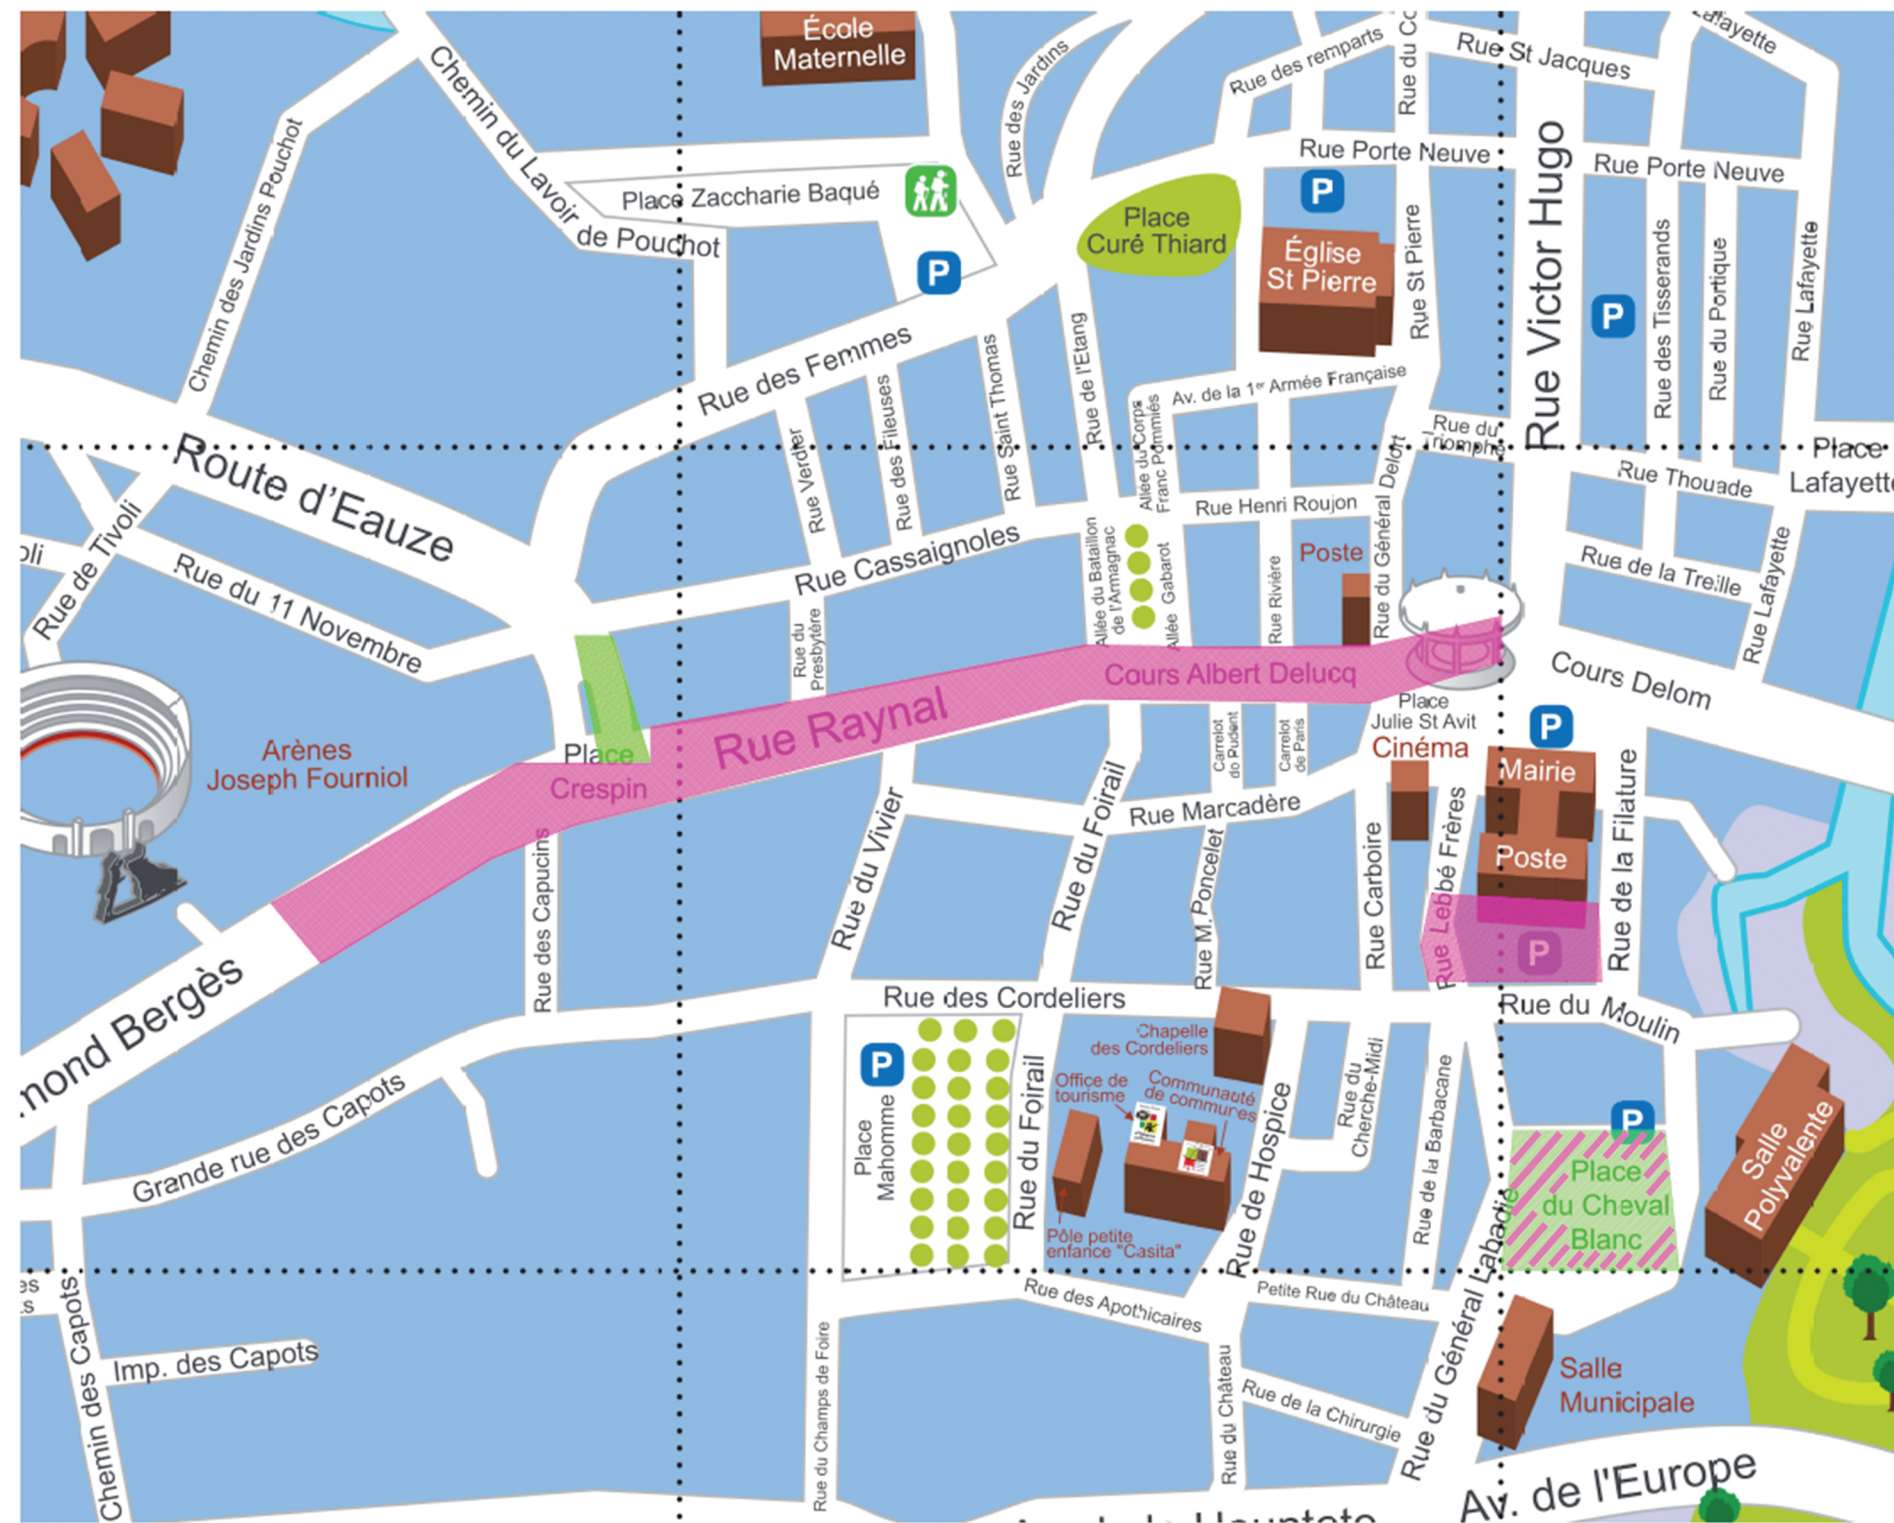 École
Maternelle
Chemin du Lavoir
de Pouchot
Chemin des Jardins Pouchot
Place Zaccharie Baqué
P
Rue des Jardins
Rue des remparts
Rue du Co
Rue St Jacques
Lafayette
Rue Porte Neuve
Rue Porte Neuve
P
Place
Curé Thiard
Église
St Pierre
Rue St Pierre
Rue Victor Hugo
P
Rue des Tisserands
Rue du Portique
Rue Lafayette
Rue des Femmes
Rue Verdier
Rue des Fileuses
Rue Saint Thomas
Rue de l'Etang
Allée du Corps
Franc Pommiès
Av. de la 1er Armée Française
Rue du
Triomphe
Place
Lafayette
Route d'Eauze
Rue de Tivoli
oli
Rue du 11 Novembre
Rue Cassaignoles
Rue du
Presbytère
Allée du Bataillon
de l'Armagnac
Allée Gabarot
Rue Henri Roujon
Rue Rivière
Poste
Rue du Général Delort
Rue Thouade
Rue de la Treille
Rue Lafayette
Cours Delom
Arènes
Joseph Fourniol
Place
Crespin
Rue Raynal
Cours Albert Delucq
Place
Julie St Avit
Cinéma
P
Mairie
Poste
P
Carrelot
do Pudent
Carrelot
de Paris
Rue Marcadère
Rue du Foirail
Rue du Vivier
Rue des Capucins
Rue M. Poncelet
Rue Carboire
Rue Lebbé Frères
Rue de la Filature
mond Bergès
Rue des Cordeliers
Rue du Moulin
Grande rue des Capots
P
Place
Mahomme
Rue du Foirail
Chapelle
des Cordeliers
Office de
tourisme
Communauté
de communes
Pôle petite
enfance "Casita"
Rue de Hospice
Rue du
Cherche-Midi
Rue de la Barbacane
Rue du Général Labadie
P
Place
du Cheval
Blanc
Salle
Polyvalente
es
s
Chemin des Capots
Imp. des Capots
Rue du Champs de Foire
Rue des Apothicaires
Petite Rue du Château
Rue du Château
Rue de la Chirurgie
Salle
Municipale
Av. de l'Europe